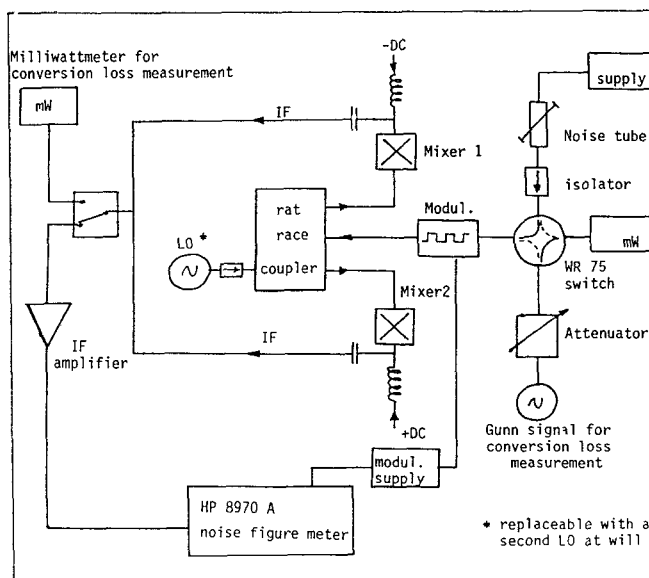 Milliwattmeter for
conversion loss measurement
mW
-DC
IF
Mixer 1
supply
Noise tube
isolator
mW
WR 75
switch
Modul.
rat
race
coupler
LO *
Mixer2
IF
IF
amplifier
+DC
Attenuator
Gunn signal for
conversion loss
measurement
modul.
supply
HP 8970 A
noise figure meter
* replaceable with a
second LO at will